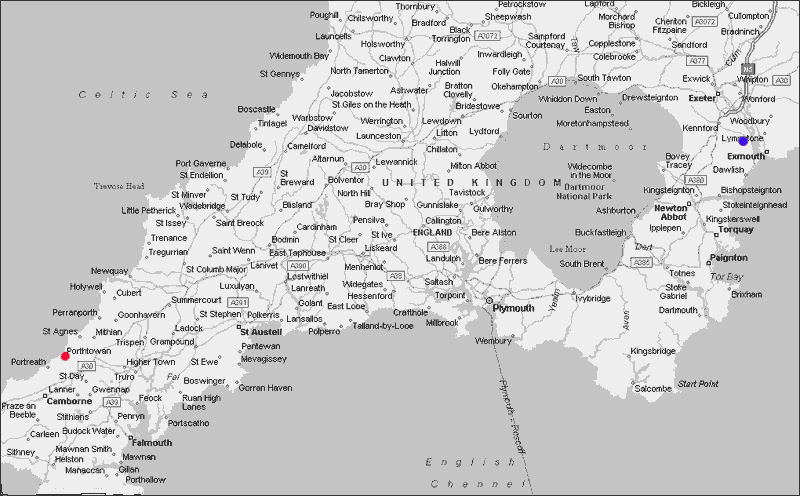 Thornbury
Petrockstow
Lapford
Bickleigh
Poughill
Chilsworthy
Bradford
Sheepwash
Morchard
Bishop
Cheriton
Fitzpaine
A3072
Cullompton
Launcells
Black
Torrington
A3072
Sampford
Courtenay
Taw
Copplestone
Sandford
Bradninch
Holsworthy
Widemouth Bay
Clawton
Inwardleigh
Colebrooke
A377
Culm
M5
St Gennys
North Tamerton
Halwill
Junction
Folly Gate
A30
South Tawton
Exwick
Whipton
A30
Celtic Sea
Jacobstow
Ashwater
Bratton
Clovelly
Okehampton
Whiddon Down
Drewsteignton
Exeter
Wonford
Boscastle
St Giles on the Heath
Bridestowe
Sourton
Easton
Woodbury
Tintagel
Warbstow
Davidstow
Werrington
Lewdown
Moretonhampstead
Kennford
Launceston
Lifton
Lydford
Lympstone
Delabole
Camelford
Chillaton
Dartmoor
Exmouth
Port Gaverne
Altarnun
Lewannick
Milton Abbot
Bovey
Tracey
Dawlish
St Endellion
A39
St
Breward
Bolventor
A30
Widecombe
in the Moor
A380
Trevose Head
St Minver
St Tudy
North Hill
UNITED KINGDOM
Dartmoor
National Park
Kingsteignton
Bishopsteignton
Wadebridge
Blisland
Bray Shop
Gunnislake
Tavistock
Newton
Abbot
Stokeinteignhead
Little Petherick
Gulworthy
Ashburton
Kingskerswell
St Issey
Saint Breock
Cardinham
Pensilva
Calington
Ipplepen
Trenance
St Ive
ENGLAND
Bere Alston
Buckfastleigh
Torquay
Tregurrian
Saint Wenn
Bodmin
St Cleer
Liskeard
A388
Lee Moor
Dart
East Taphouse
Landulph
Bere Ferrers
South Brent
A385
Paignton
Newquay
St Columb Major
Lanivet
A390
Menheniot
A38
Totnes
Tor Bay
Holywell
Cubert
Luxulyan
Lostwithiel
Lanreath
Widegates
Saltash
Stoke
Gabriel
Brixham
Summercourt
A391
Golant
Hessenford
Torpoint
Plymouth
Yealm
Ivybridge
Dartmouth
Perranporth
Goonhavern
St Stephen
Polkerris
East Looe
Crafthole
Avon
Lansallos
Millbrook
St Agnes
Mithian
Ladock
St Austell
Polperro
Talland-by-Looe
Trispen
Grampound
Pentewan
Wembury
Porthtowan
Mevagissey
Kingsbridge
Portreath
A30
Higher Town
St Ewe
St Day
Truro
Fal
Boswinger
Gorran Haven
Salcombe
Start Point
Lanner
Gwennap
Plymouth - Roscoff
Camborne
A39
Feock
Ruan High
Lanes
Praze an
Beeble
Stithians
Penryn
Portscatho
Carleen
Budock Water
Falmouth
Sithney
Mawnan Smith
Helston
Mawnan
English
Channel
Manaccan
Gillan
Porthallow